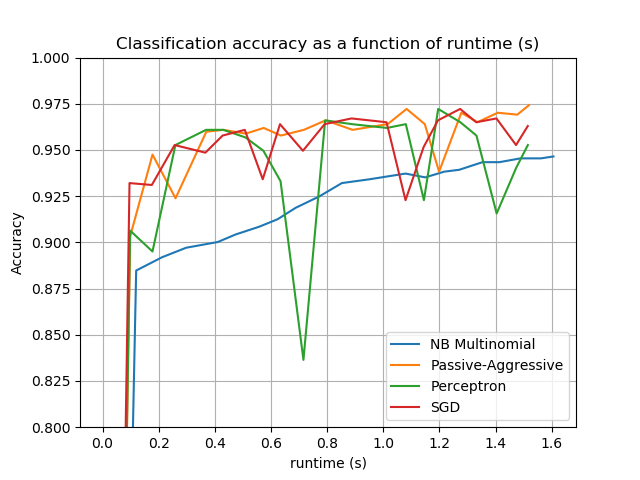 Classification accuracy as a function of runtime (s)
1.000
0.975
0.950
0.925
0.900
0.875
0.850
0.825
0.800
Accuracy
NB Multinomial
Passive-Aggressive
Perceptron
SGD
0.0 0.2 0.4 0.6 0.8 1.0 1.2 1.4 1.6
runtime (s)